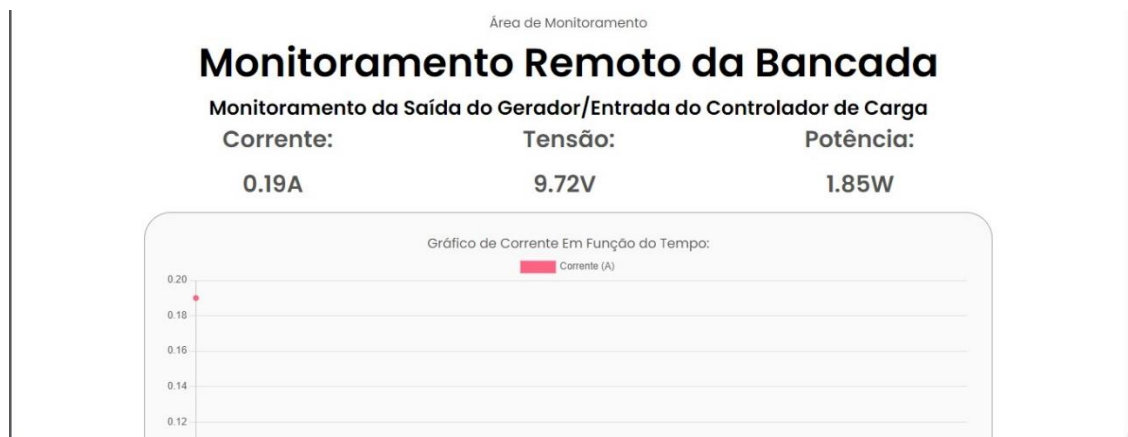 Área de Monitoramento
Monitoramento Remoto da Bancada
Monitoramento da Saída do Gerador/Entrada do Controlador de Carga
Corrente: Tensão: Potência:
0.19A 9.72V 1.85W
Gráfico de Corrente Em Função do Tempo:
Corrente (A)
0.20
0.18
0.16
0.14
0.12